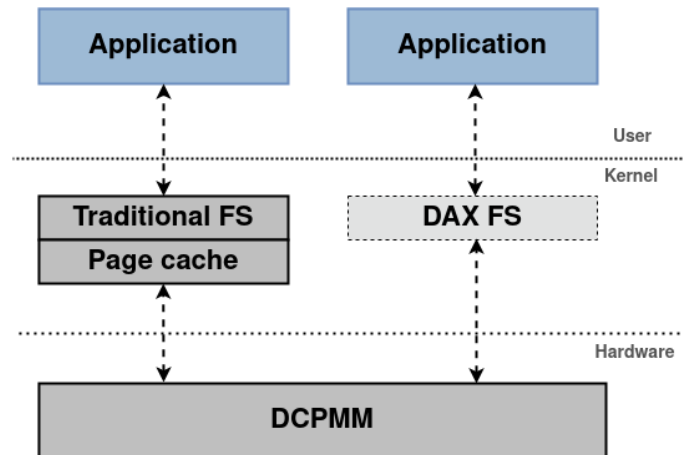 Application
Application
User
Kernel
Traditional FS
DAX FS
Page cache
Hardware
DCPMM